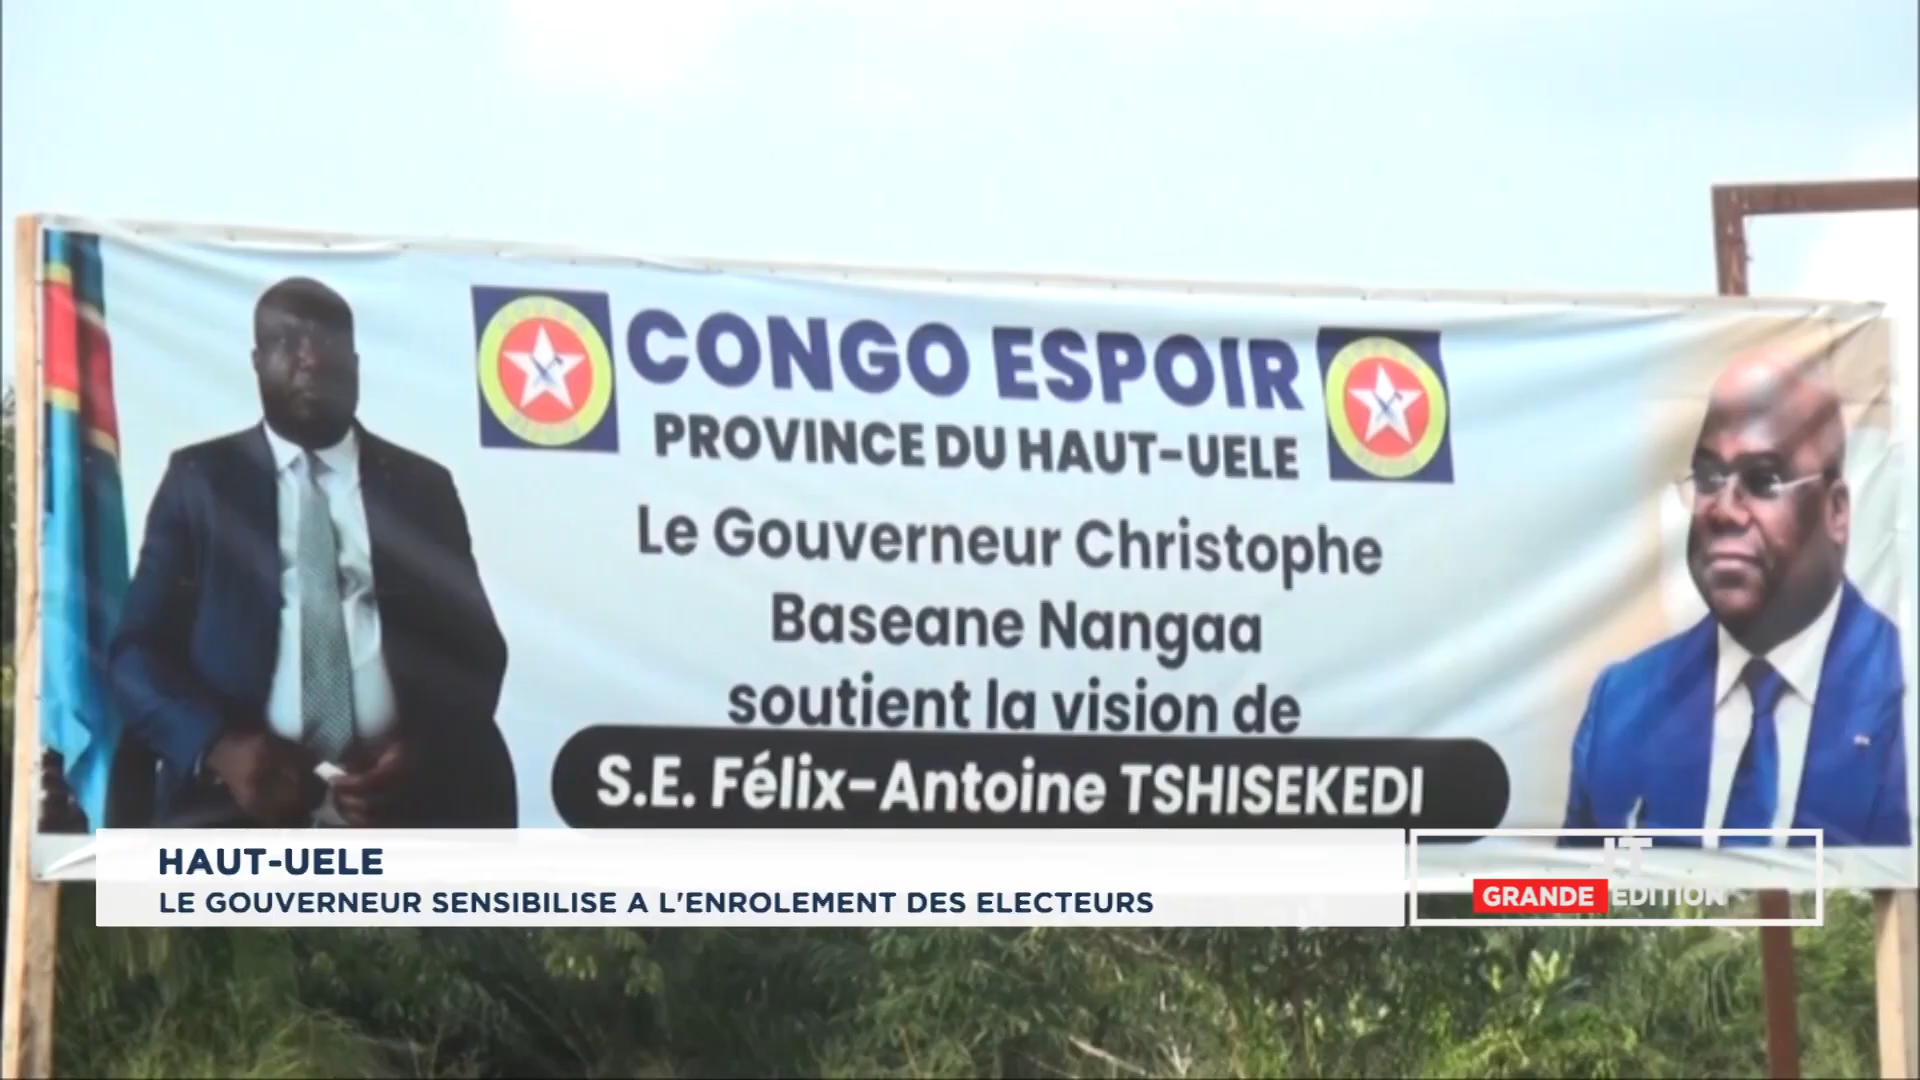 CONGO ESPOIR
PROVINCE DU HAUT-UELE
Le Gouverneur Christophe
Baseane Nangaa
soutient la vision de
S.E. Félix-Antoine TSHISEKEDI
HAUT-UELE
LE GOUVERNEUR SENSIBILISE A L'ENROLEMENT DES ELECTEURS
JT
GRANDE EDITION